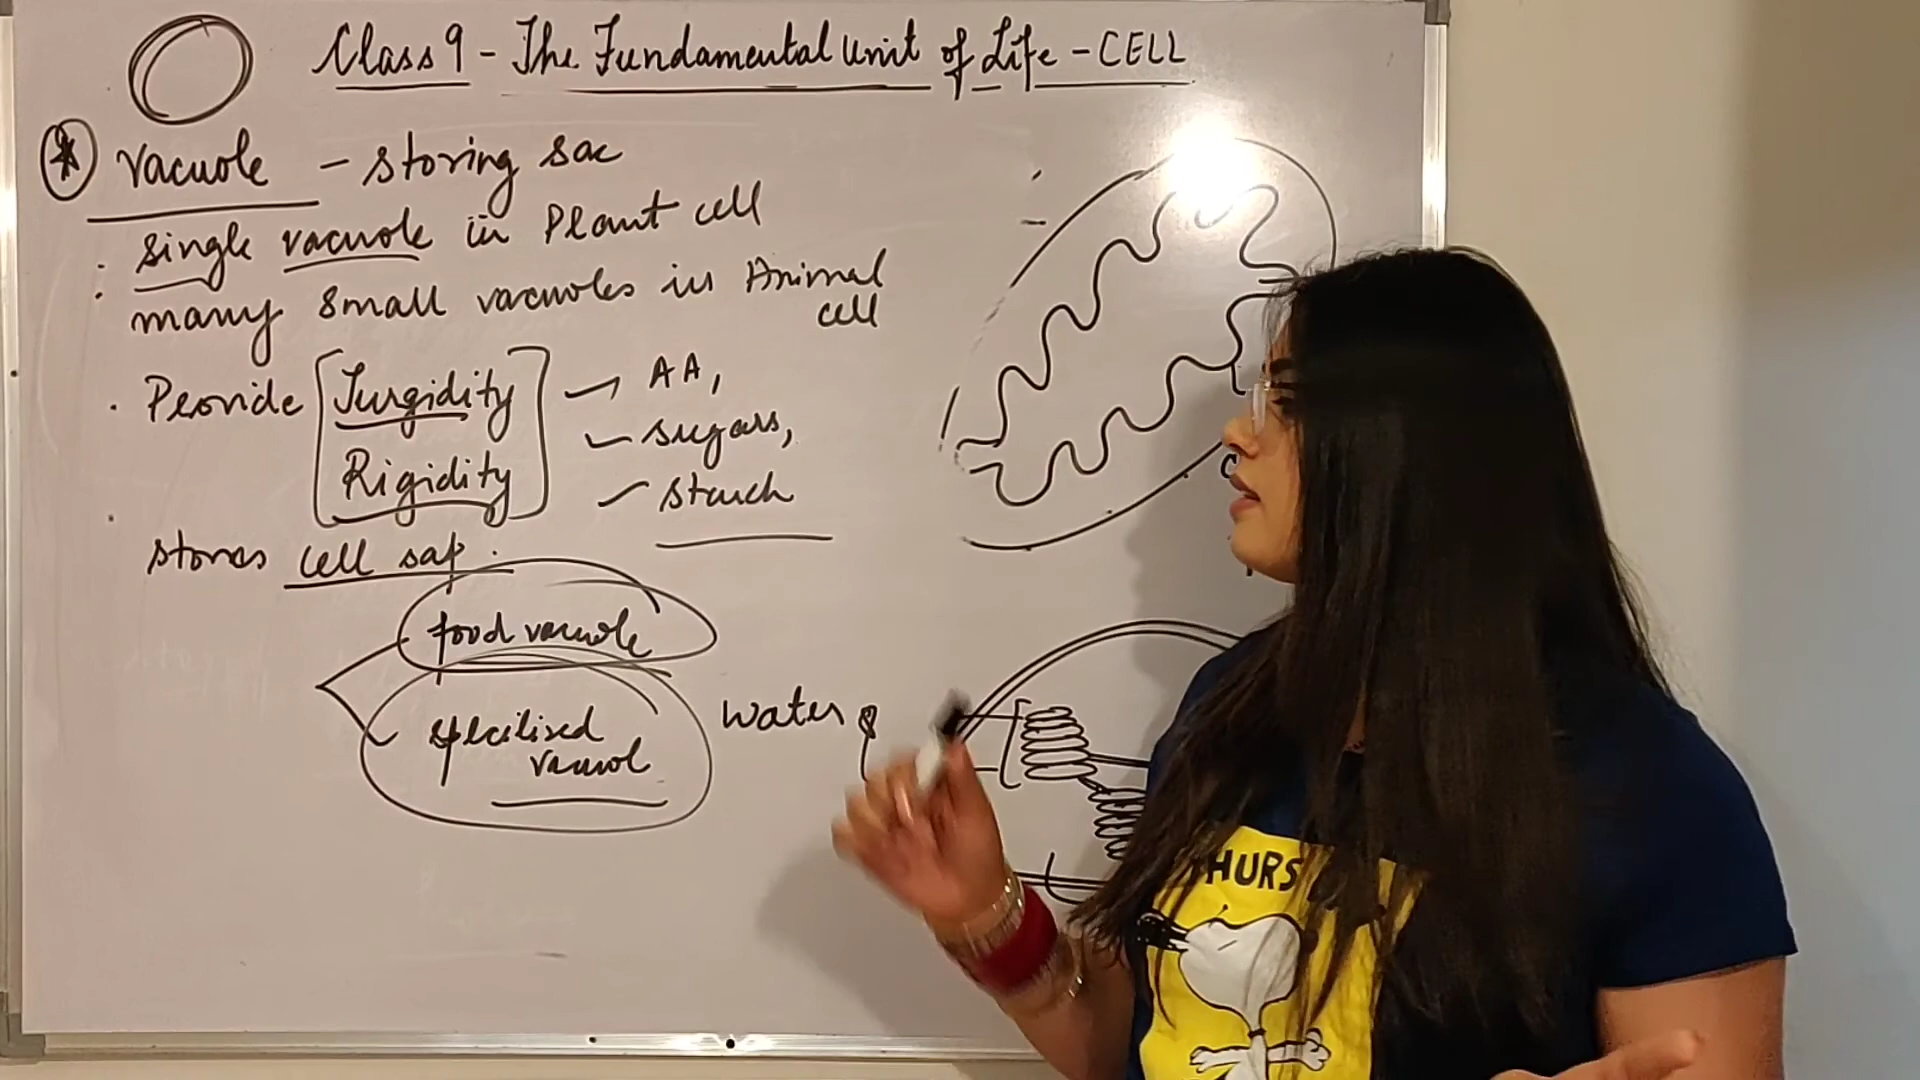 Class 9 - The Fundamental Unit of Life - CELL
Vacuole - storing sac
single vacuole in Plant cell
many small vacuoles in Animal
cell
Provide Turgidity
Rigidity
AA,
sugars,
starch
stores cell sap.
food vacuole
specilised
vacuol
water
HURS